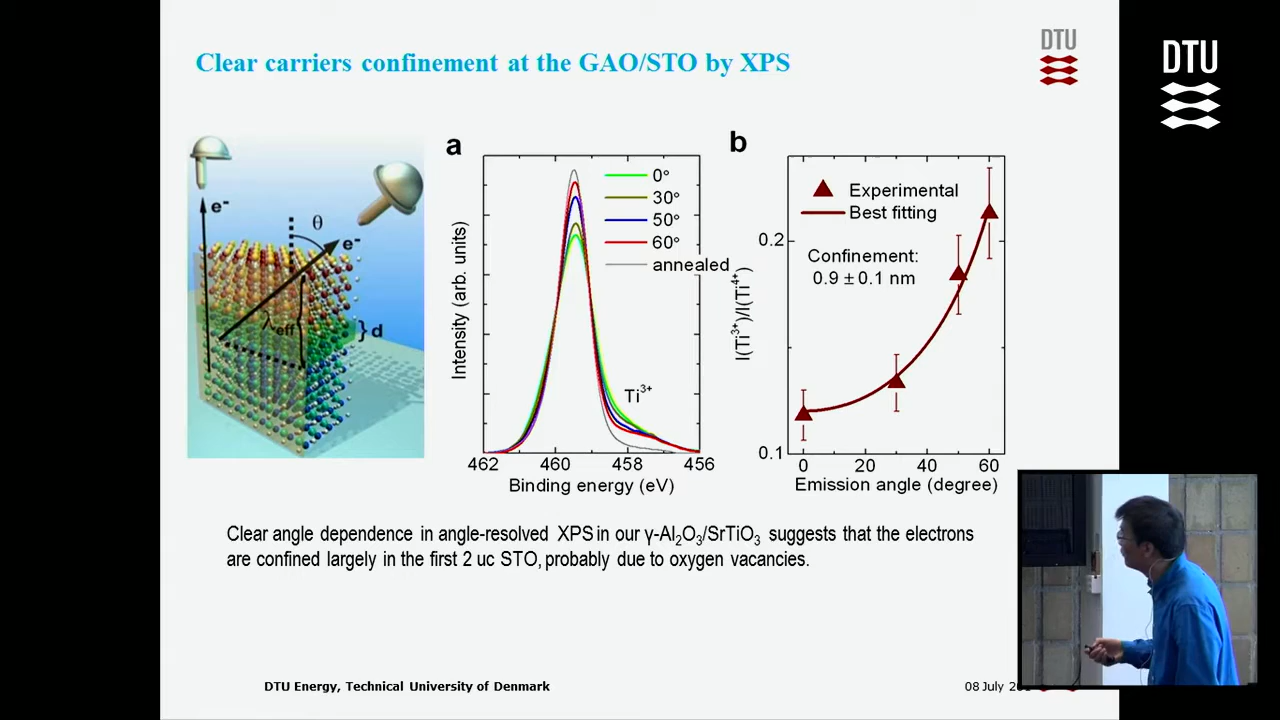 Clear carriers confinement at the GAO/STO by XPS
DTU
DTU
e-
θ
e-
λeff
d
a
Intensity (arb. units)
0°
30°
50°
60°
annealed
Ti³⁺
462
460
458
456
Binding energy (eV)
b
I(Ti³⁺)/I(Ti⁴⁺)
Experimental
Best fitting
Confinement:
0.9 ± 0.1 nm
0.2
0.1
0
20
40
60
Emission angle (degree)
Clear angle dependence in angle-resolved XPS in our γ-Al₂O₃/SrTiO₃ suggests that the electrons
are confined largely in the first 2 uc STO, probably due to oxygen vacancies.
DTU Energy, Technical University of Denmark
08 July